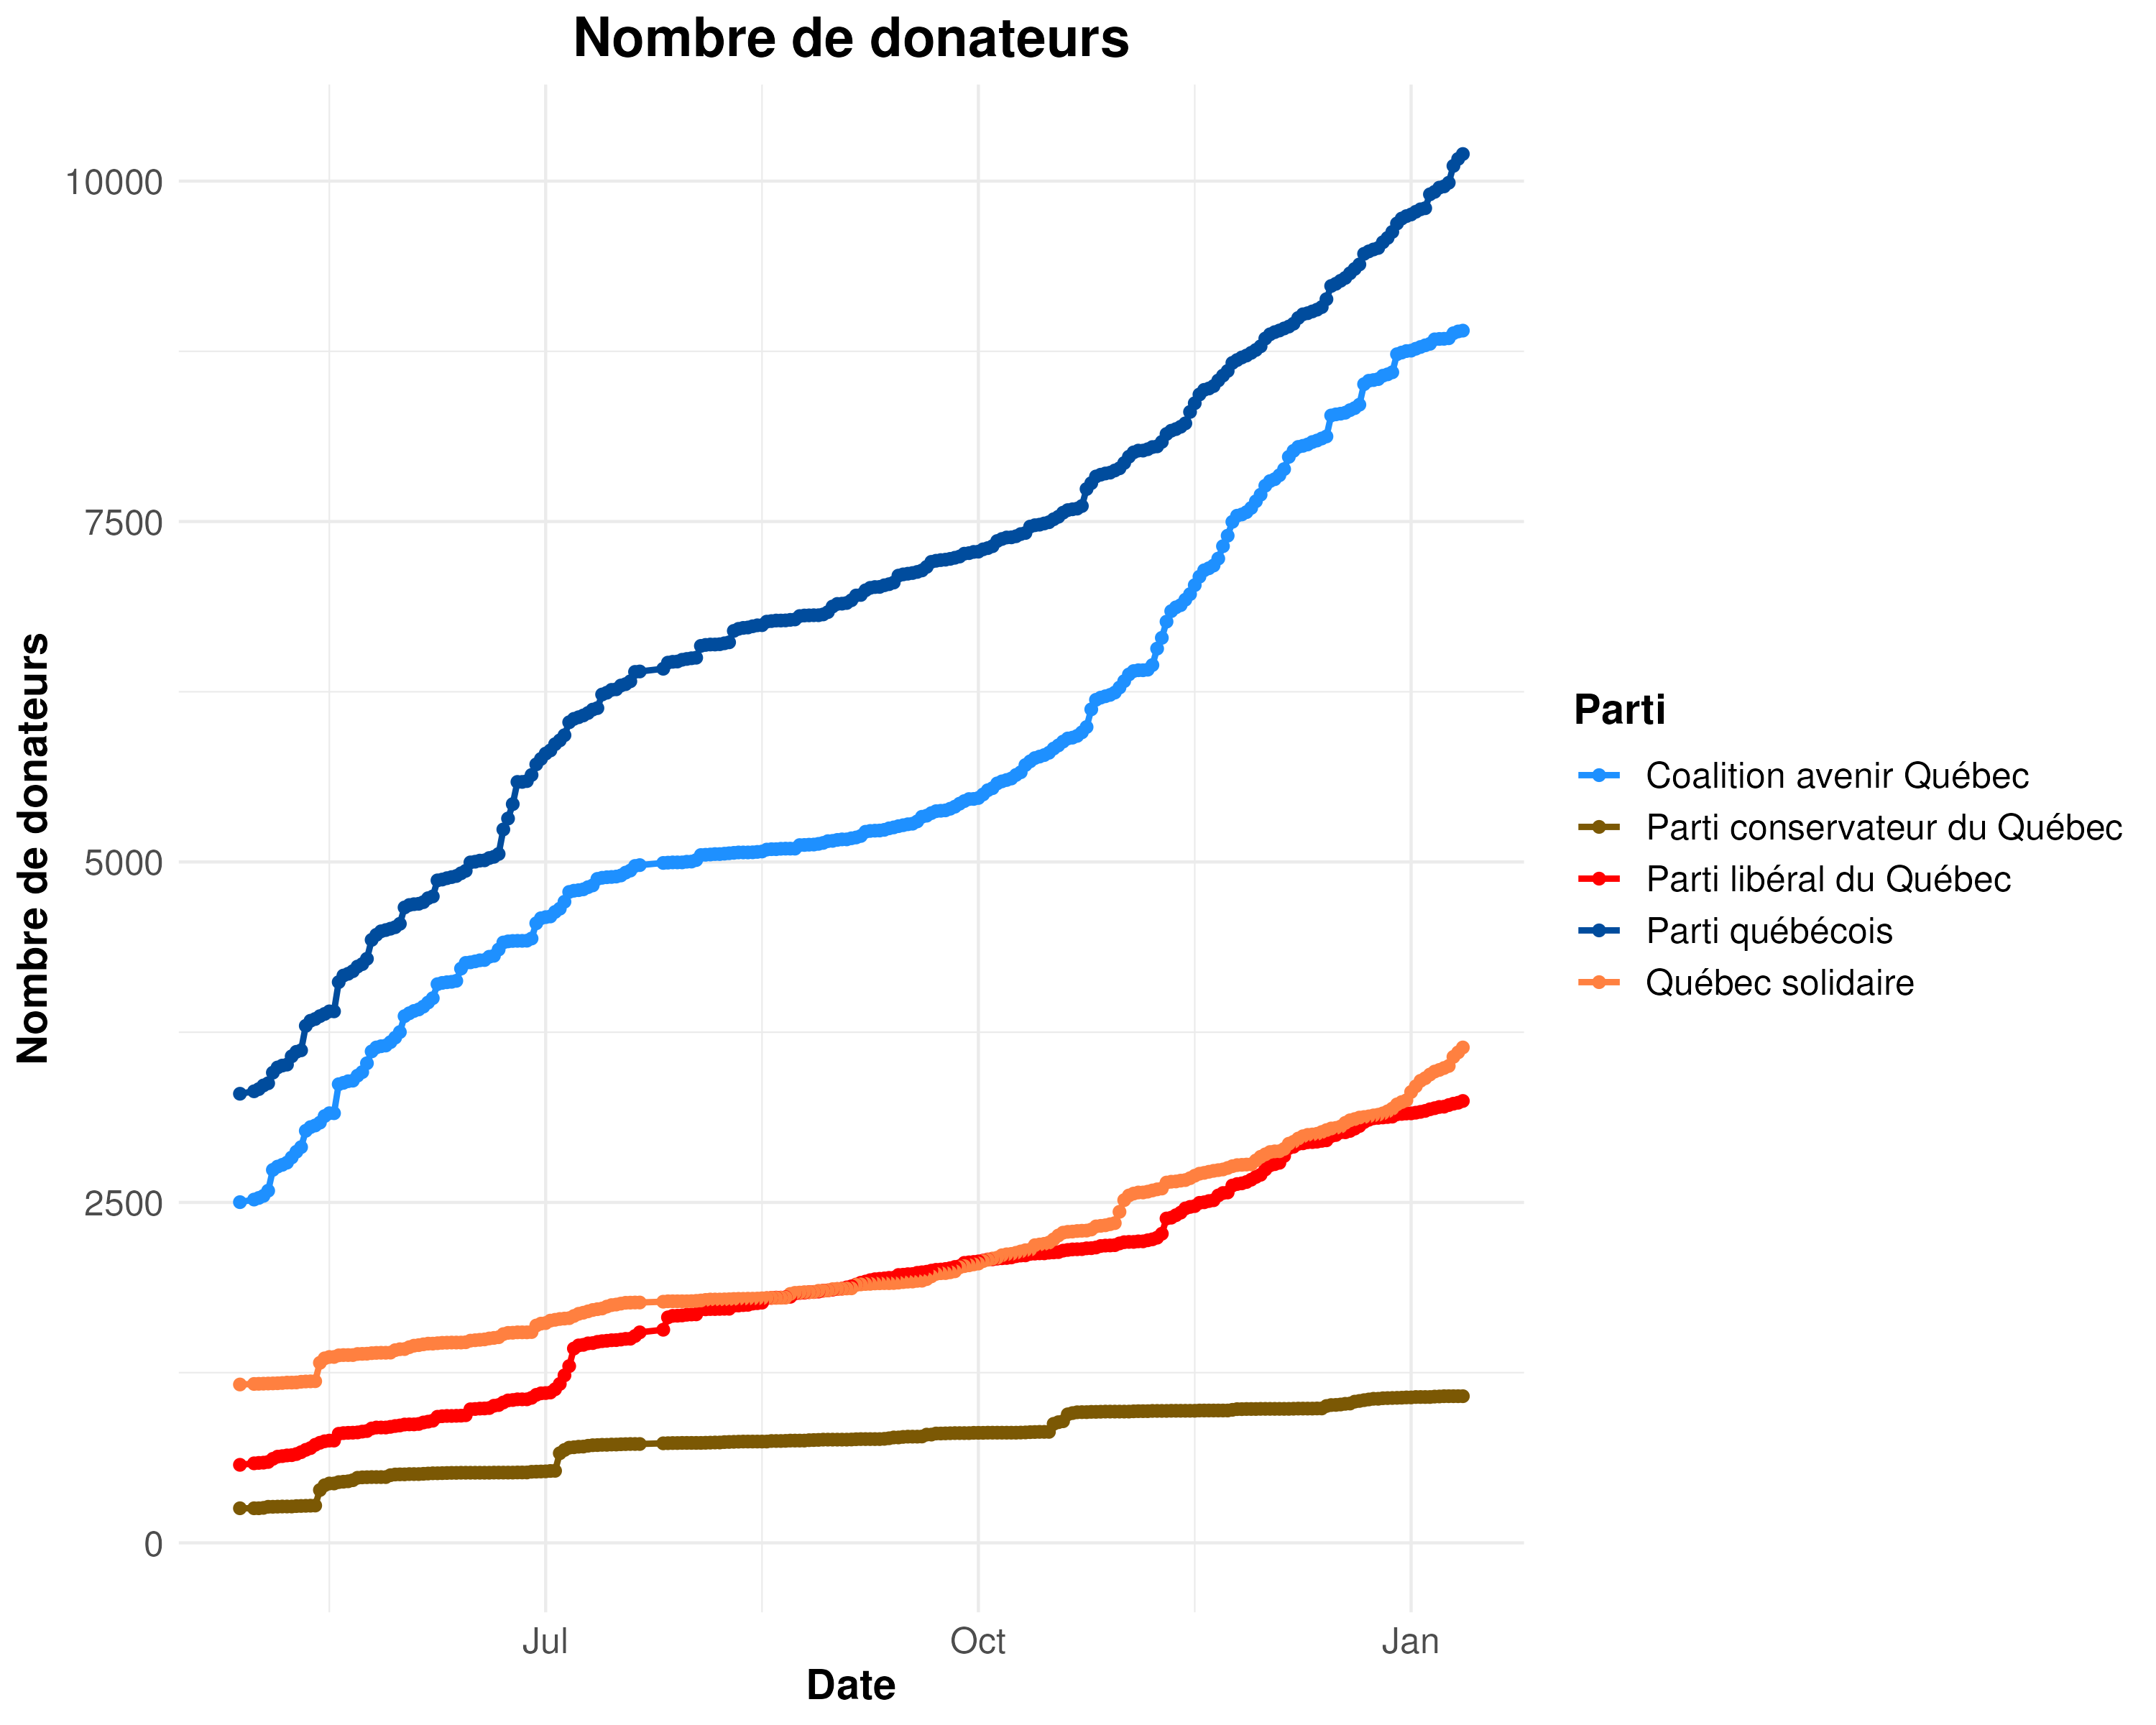 Nombre de donateurs
Nombre de donateurs
10000
7500
5000
2500
0
Jul
Oct
Jan
Date
Parti
Coalition avenir Québec
Parti conservateur du Québec
Parti libéral du Québec
Parti québécois
Québec solidaire